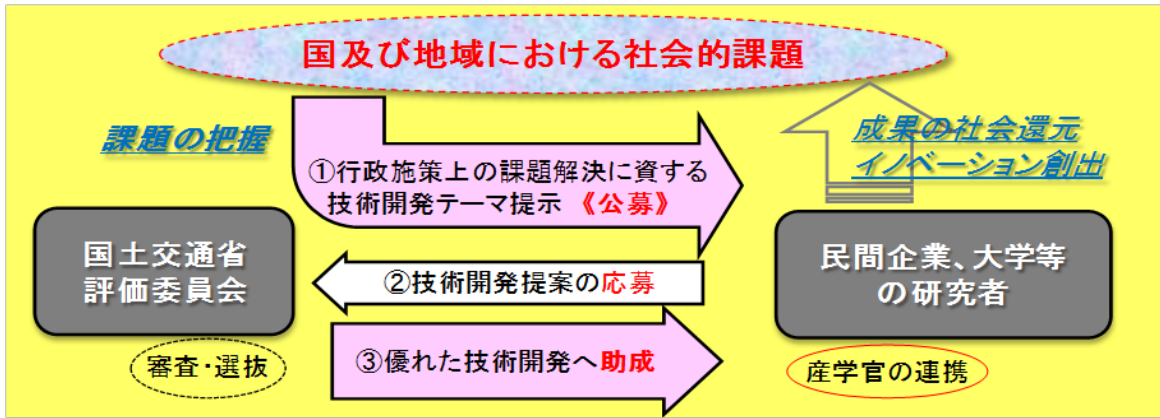 国及び地域における社会的課題
課題の把握
①行政施策上の課題解決に資する
技術開発テーマ提示 《公募》
成果の社会還元
イノベーション創出
国土交通省
評価委員会
②技術開発提案の応募
民間企業、大学等
の研究者
審査・選抜
③優れた技術開発へ助成
産学官の連携